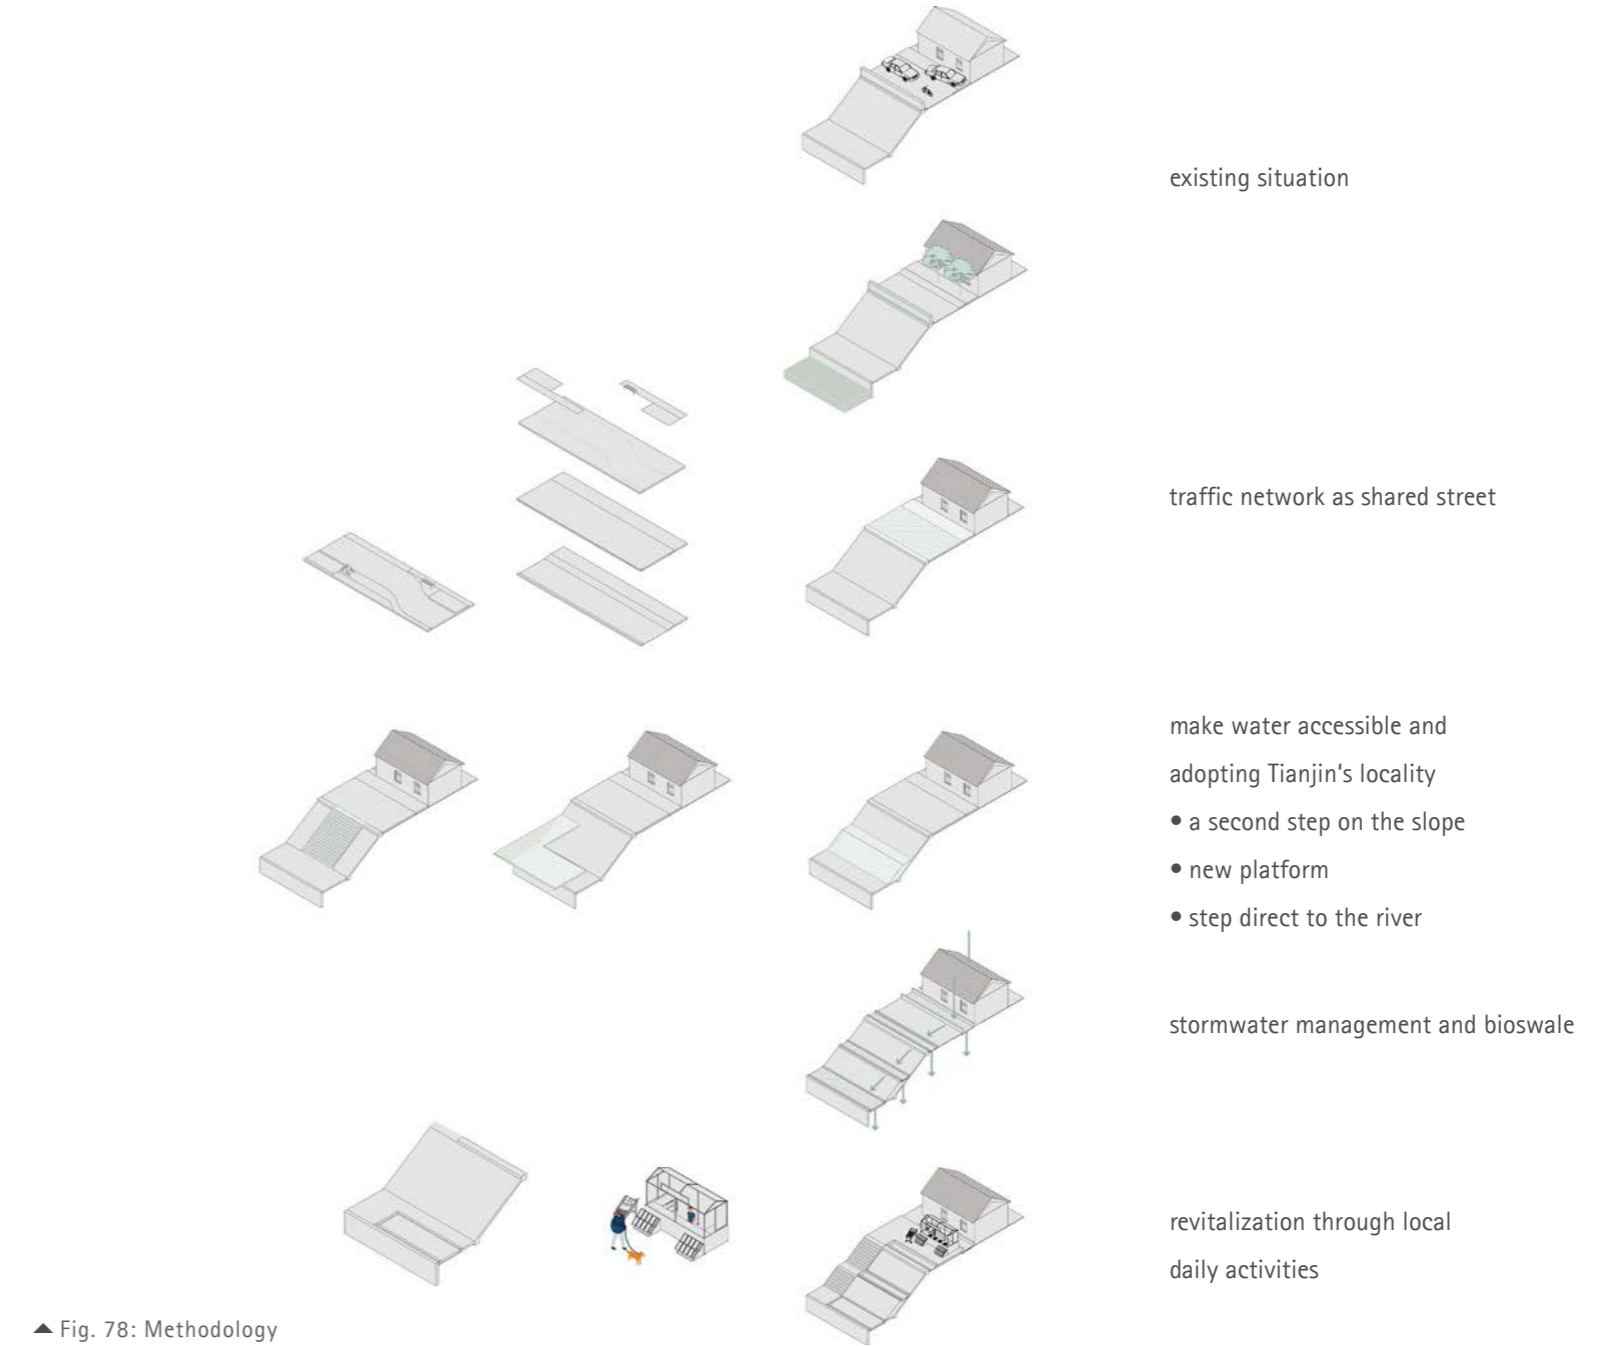 existing situation
traffic network as shared street
make water accessible and
adopting Tianjin's locality
• a second step on the slope
• new platform
• step direct to the river
stormwater management and bioswale
revitalization through local
daily activities
▲ Fig. 78: Methodology